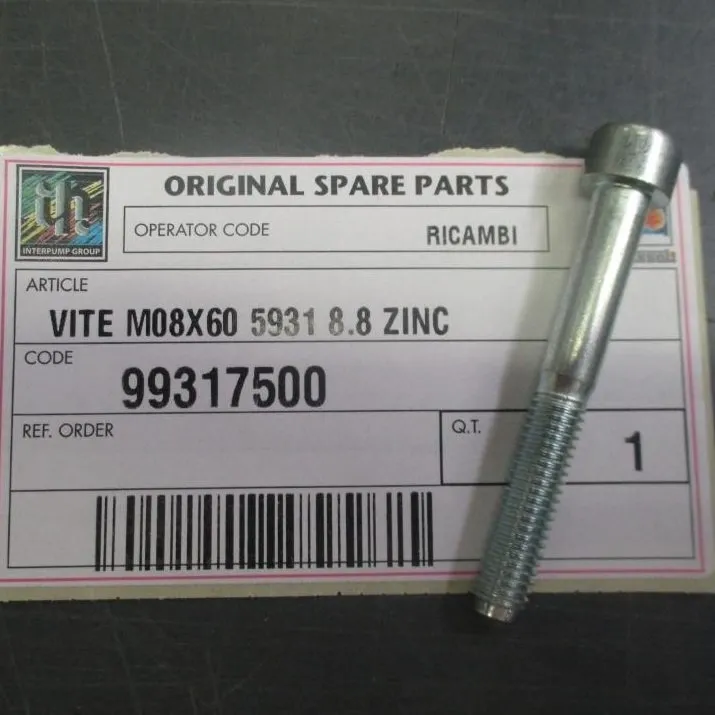 ORIGINAL SPARE PARTS
ih
INTERPUMP GROUP
OPERATOR CODE
RICAMBI
ARTICLE
VITE M08X60 5931 8.8 ZINC
CODE
99317500
REF. ORDER
Q.T.
1